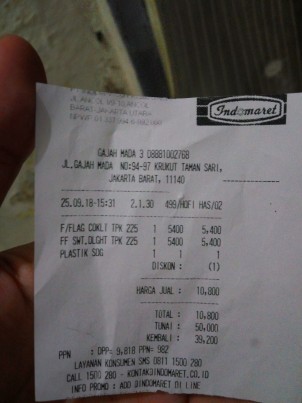 Indomaret
BARAT JAKARTA UTARA
GAJAH MADA 3 08881002768
JL.GAJAH MADA NO:94-97 KRUKUT TAMAN SARI,
JAKARTA BARAT, 11140
25.09.18-15:31 2.1.30 499/HOFI HAS/02
F/FLAG COKLT TPK 225 1 5400 5,400
FF SWT.DLGHT TPK 225 1 5400 5,400
PLASTIK SDG 1 1 1
DISKON : (1)
HARGA JUAL : 10,800
TOTAL : 10,800
TUNAI : 50,000
KEMBALI : 39,200
PPN : DPP= 9,818 PPN= 982
LAYANAN KONSUMEN SMS 0811 1500 280
CALL 1500 280 - KONTAK@INDOMARET.CO.ID
INFO PROMO : ADD @INDOMARET DI LINE